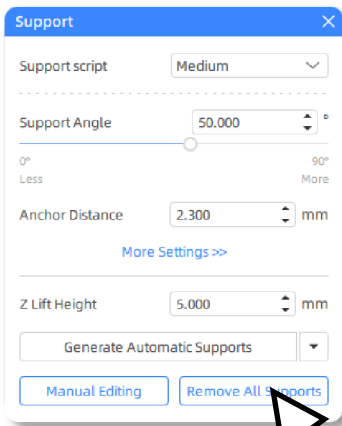 Support
Support script Medium
Support Angle 50.000 °
0° 90°
Less More
Anchor Distance 2.300 mm
More Settings >>
Z Lift Height 5.000 mm
Generate Automatic Supports
Manual Editing Remove All Supports